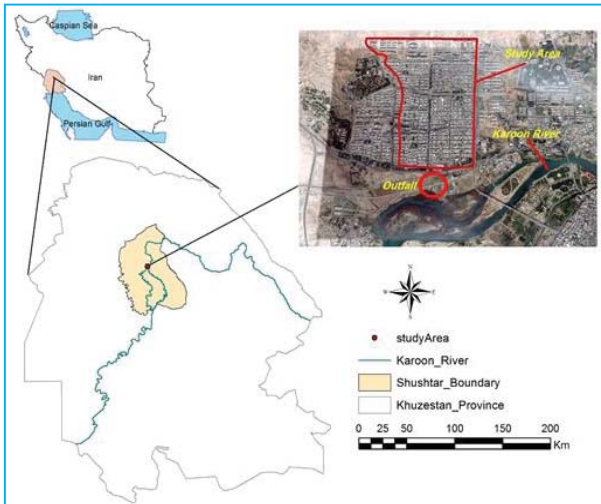 Caspian Sea
Iran
Persian Gulf
Study Area
Karoon River
Outfall
N
W
E
S
studyArea
Karoon_River
Shushtar_Boundary
Khuzestan_Province
0 25 50 100 150 200
Km